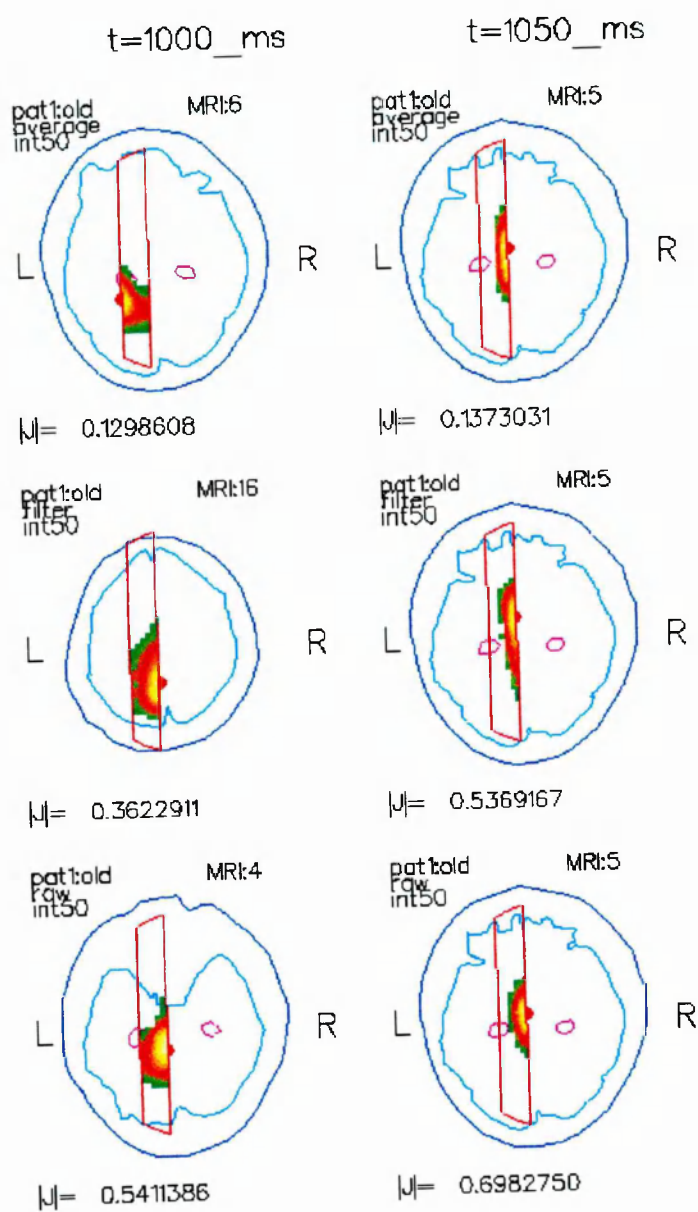 t=1000_ms
t=1050_ms
pat1:old
average
int50
MRI:6
L
R
|J|= 0.1298608
pat1:old
average
int50
MRI:5
L
R
|J|= 0.1373031
pat1:old
filter
int50
MRI:16
L
R
|J|= 0.3622911
pat1:old
filter
int50
MRI:5
L
R
|J|= 0.5369167
pat1:old
raw
int50
MRI:4
L
R
|J|= 0.5411386
pat1:old
raw
int50
MRI:5
L
R
|J|= 0.6982750